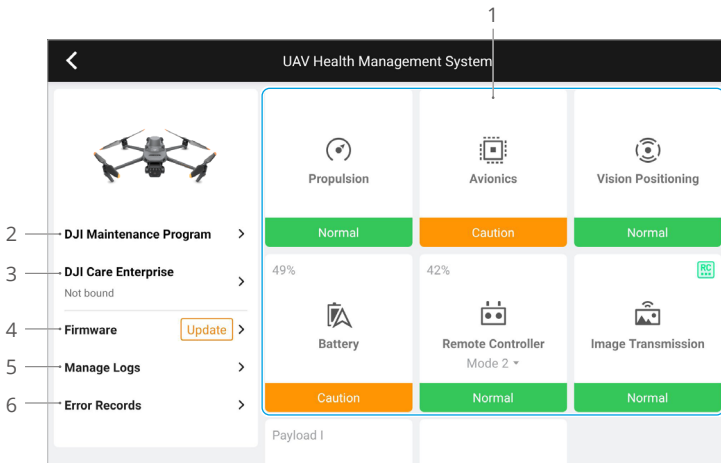 1
UAV Health Management System
Propulsion
Normal
Avionics
Caution
Vision Positioning
Normal
2
DJI Maintenance Program
3
DJI Care Enterprise
Not bound
4
Firmware
Update
5
Manage Logs
6
Error Records
49%
Battery
Caution
42%
Remote Controller
Mode 2
Normal
RC
Image Transmission
Normal
Payload I